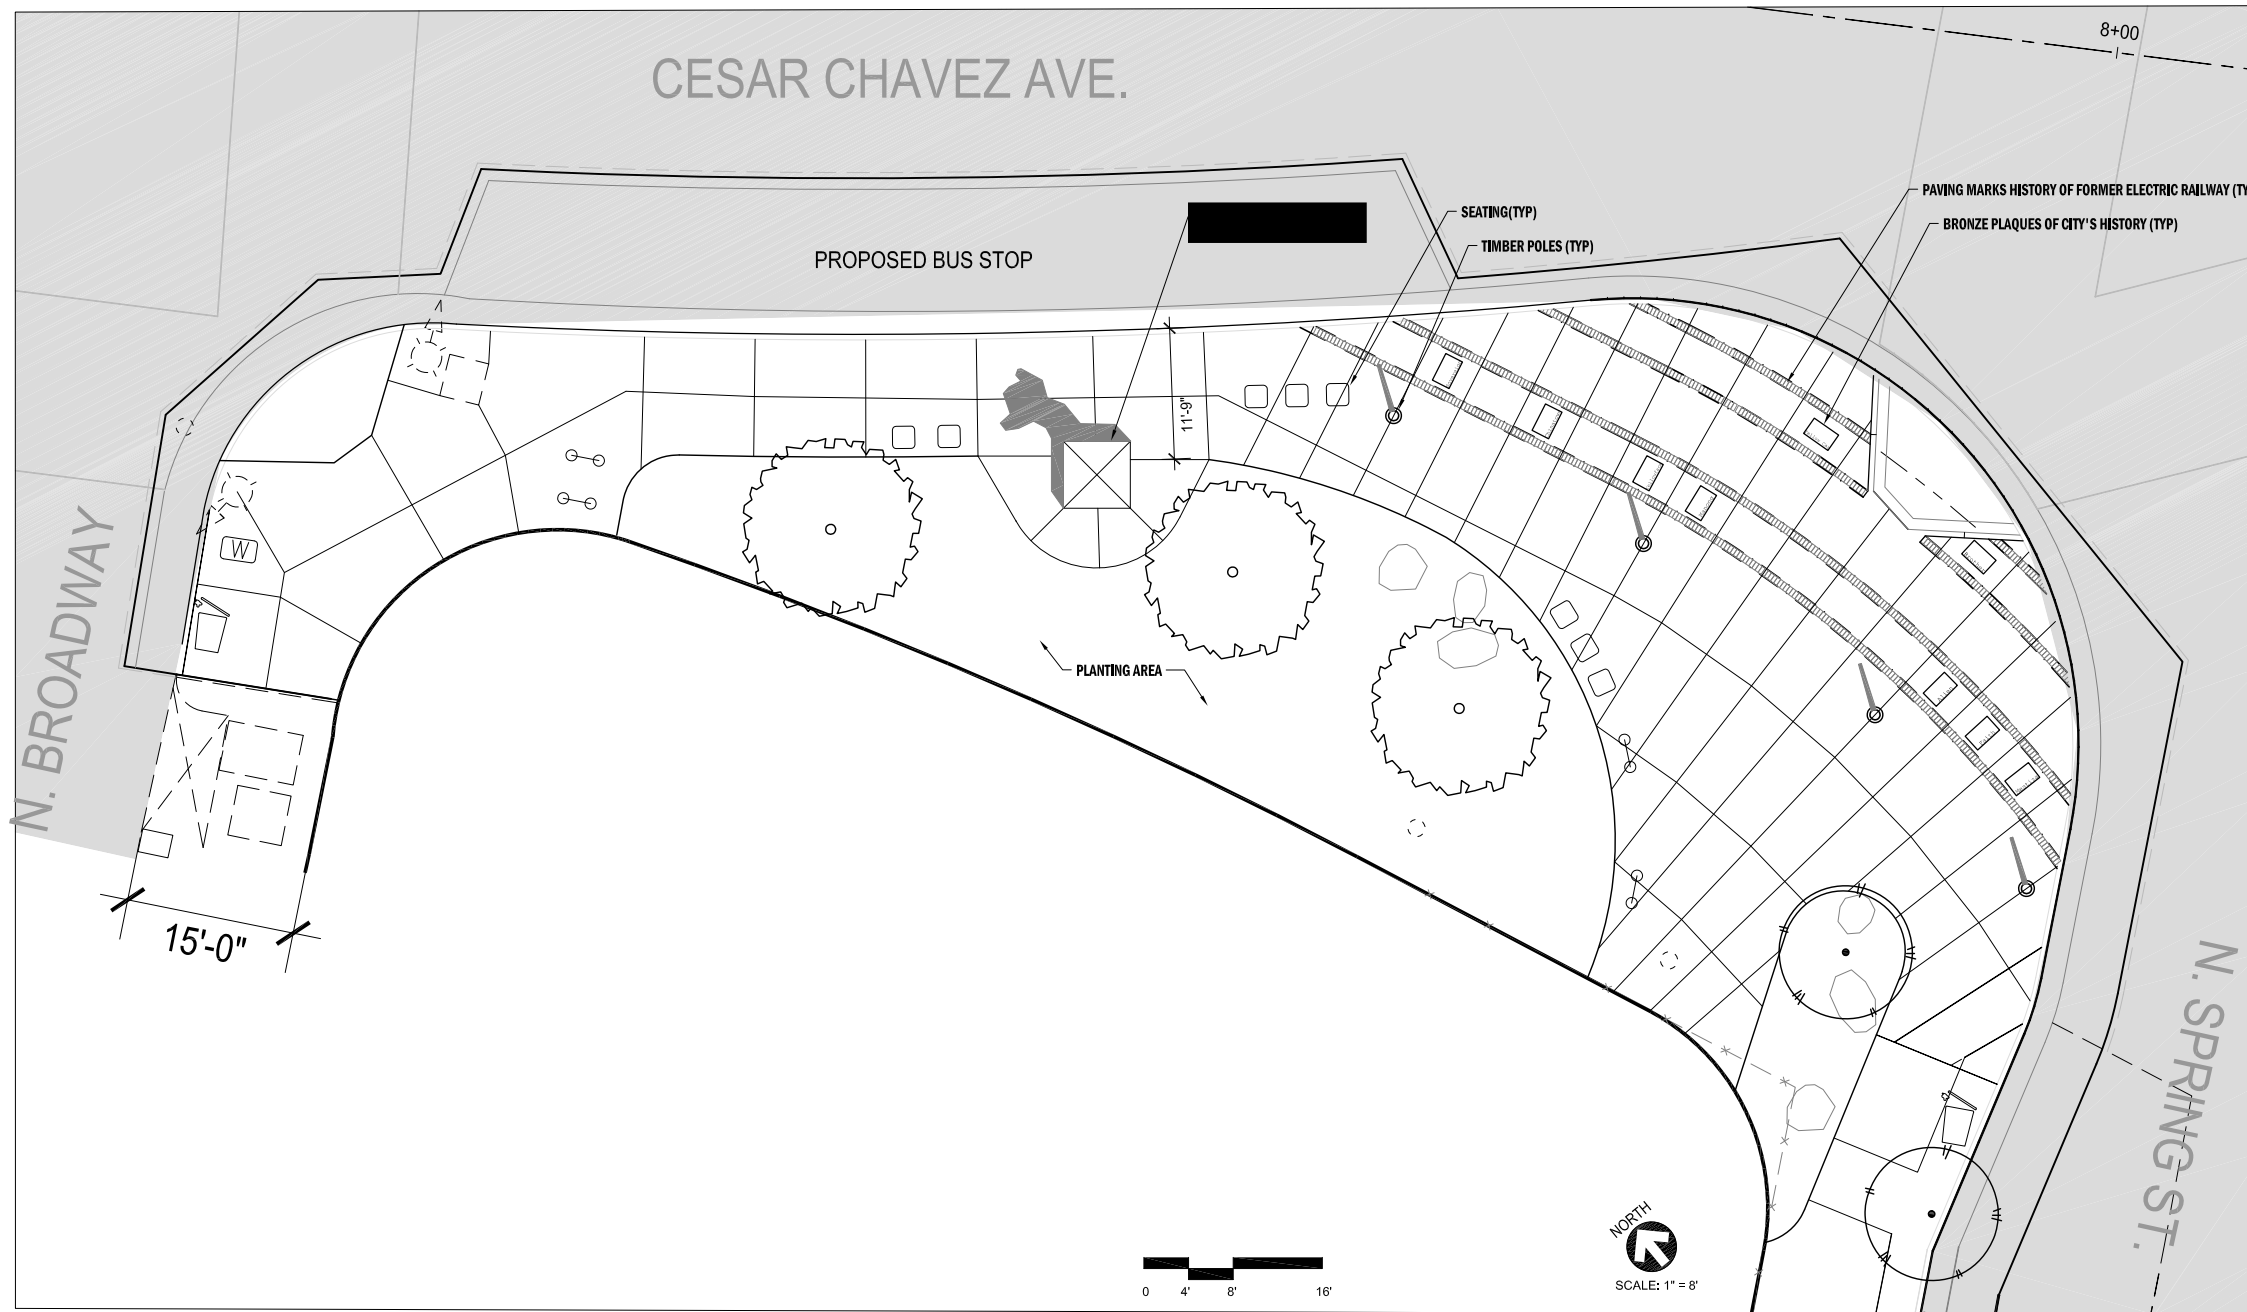 8+00
CESAR CHAVEZ AVE.
PAVING MARKS HISTORY OF FORMER ELECTRIC RAILWAY (TY
SEATING(TYP)
BRONZE PLAQUES OF CITY'S HISTORY (TYP)
TIMBER POLES (TYP)
PROPOSED BUS STOP
11'-9"
W
N. BROADWAY
PLANTING AREA
15'-0"
N. SPRING ST.
NORTH
SCALE: 1" = 8'
0 4' 8' 16'